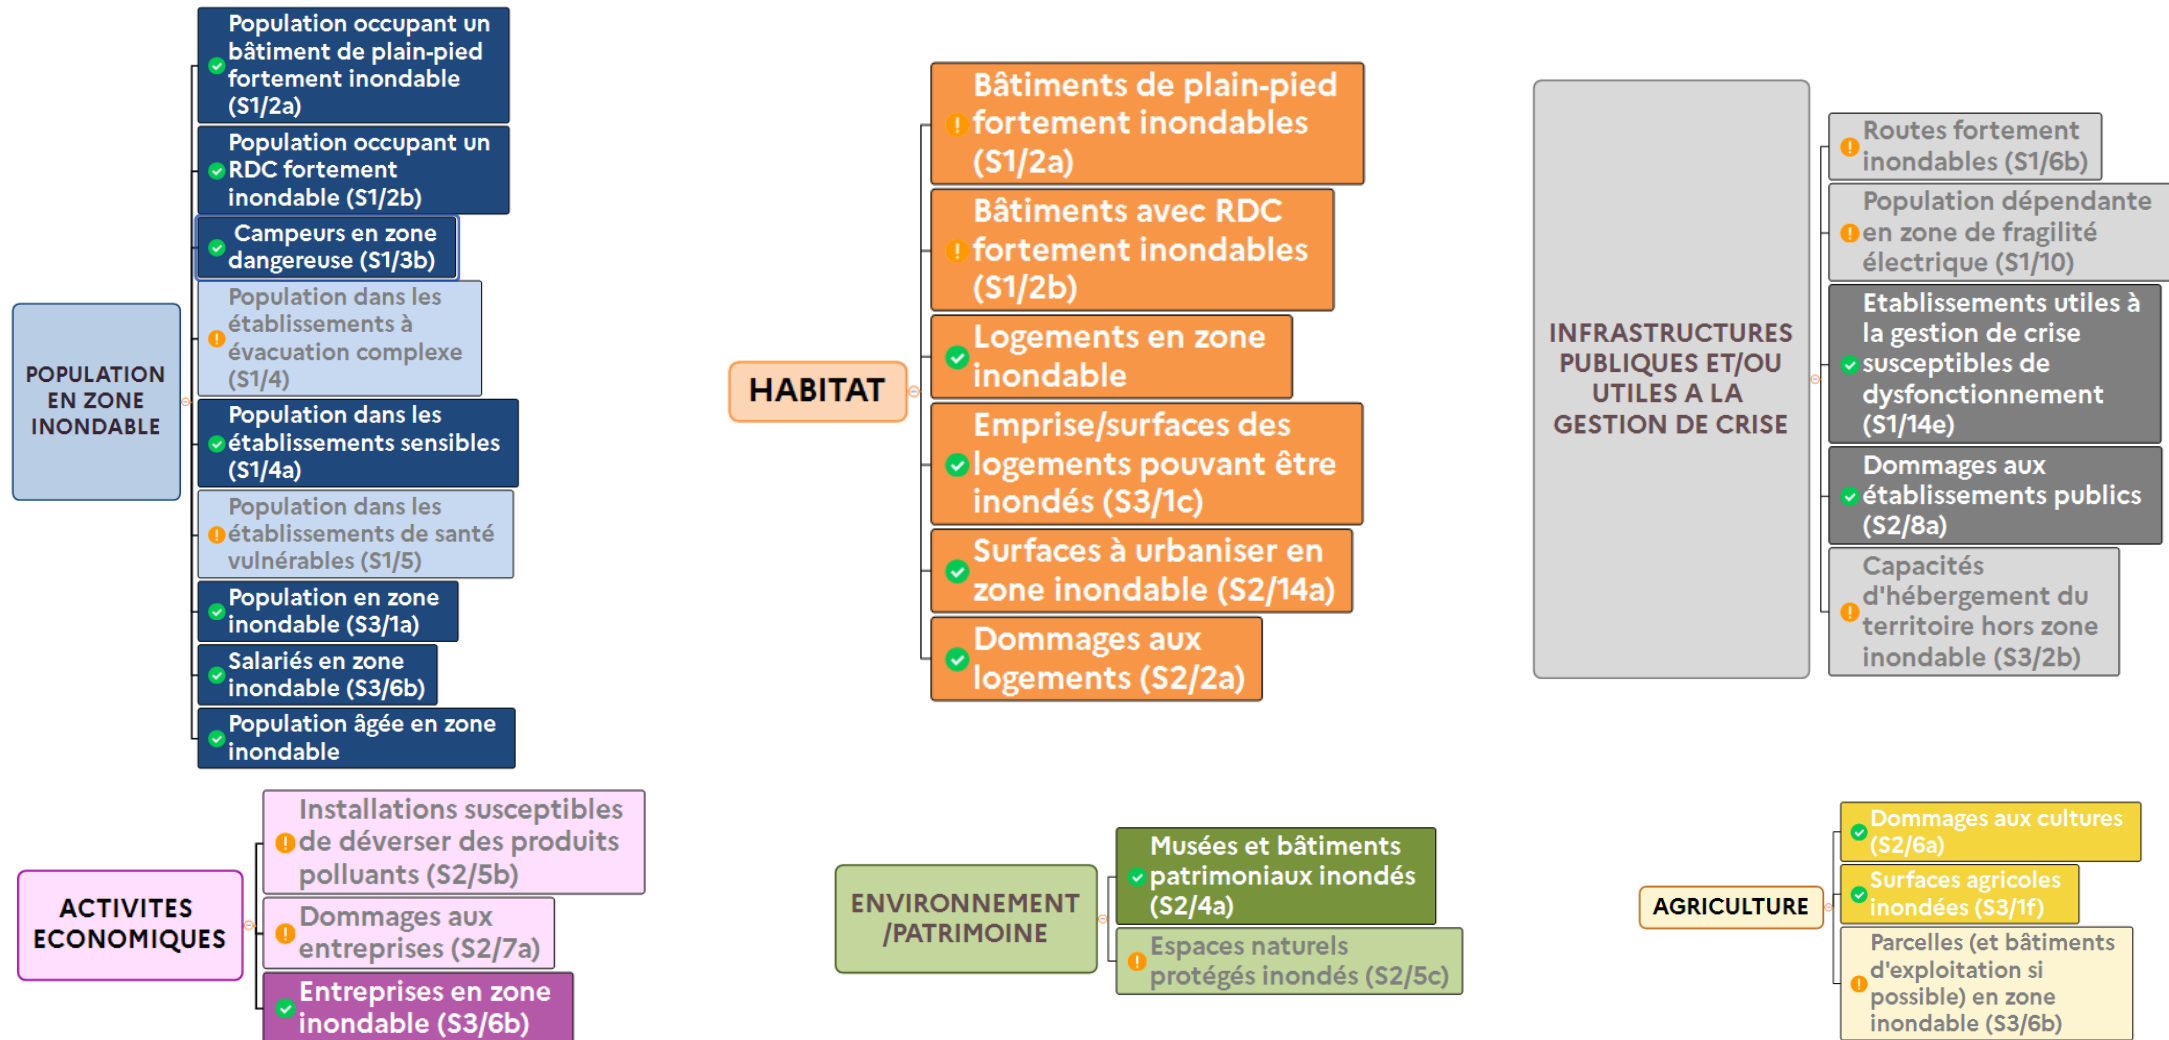 POPULATION
EN ZONE
INONDABLE
Population occupant un
bâtiment de plain-pied
fortement inondable
(S1/2a)
Population occupant un
RDC fortement
inondable (S1/2b)
Campeurs en zone
dangereuse (S1/3b)
Population dans les
établissements à
évacuation complexe
(S1/4)
Population dans les
établissements sensibles
(S1/4a)
Population dans les
établissements de santé
vulnérables (S1/5)
Population en zone
inondable (S3/1a)
Salariés en zone
inondable (S3/6b)
Population âgée en zone
inondable
HABITAT
Bâtiments de plain-pied
fortement inondables
(S1/2a)
Bâtiments avec RDC
fortement inondables
(S1/2b)
Logements en zone
inondable
Emprise/surfaces des
logements pouvant être
inondés (S3/1c)
Surfaces à urbaniser en
zone inondable (S2/14a)
Dommages aux
logements (S2/2a)
INFRASTRUCTURES
PUBLIQUES ET/OU
UTILES A LA
GESTION DE CRISE
Routes fortement
inondables (S1/6b)
Population dépendante
en zone de fragilité
électrique (S1/10)
Etablissements utiles à
la gestion de crise
susceptibles de
dysfonctionnement
(S1/14e)
Dommages aux
établissements publics
(S2/8a)
Capacités
d'hébergement du
territoire hors zone
inondable (S3/2b)
ACTIVITES
ECONOMIQUES
Installations susceptibles
de déverser des produits
polluants (S2/5b)
Dommages aux
entreprises (S2/7a)
Entreprises en zone
inondable (S3/6b)
ENVIRONNEMENT
/PATRIMOINE
Musées et bâtiments
patrimoniaux inondés
(S2/4a)
Espaces naturels
protégés inondés (S2/5c)
AGRICULTURE
Dommages aux cultures
(S2/6a)
Surfaces agricoles
inondées (S3/1f)
Parcelles (et bâtiments
d'exploitation si
possible) en zone
inondable (S3/6b)